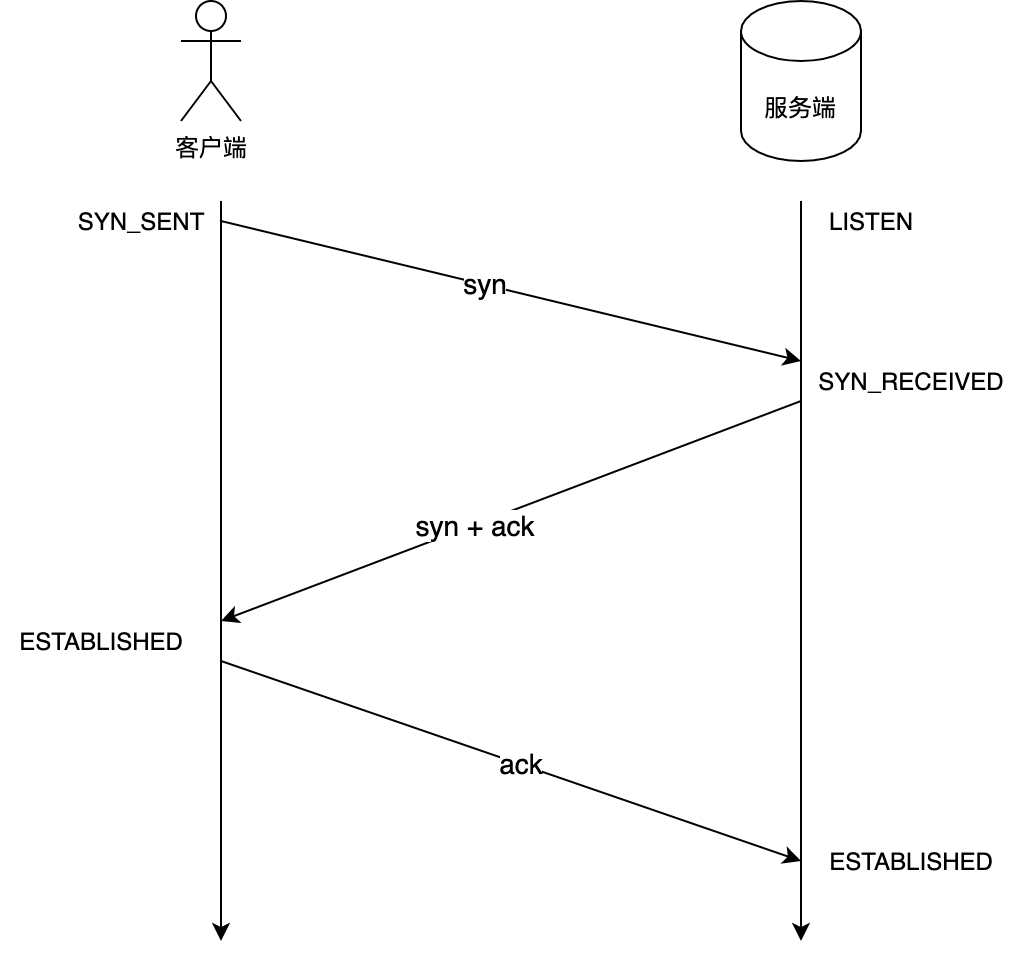 客户端
服务端
SYN_SENT
LISTEN
syn
SYN_RECEIVED
syn + ack
ESTABLISHED
ack
ESTABLISHED